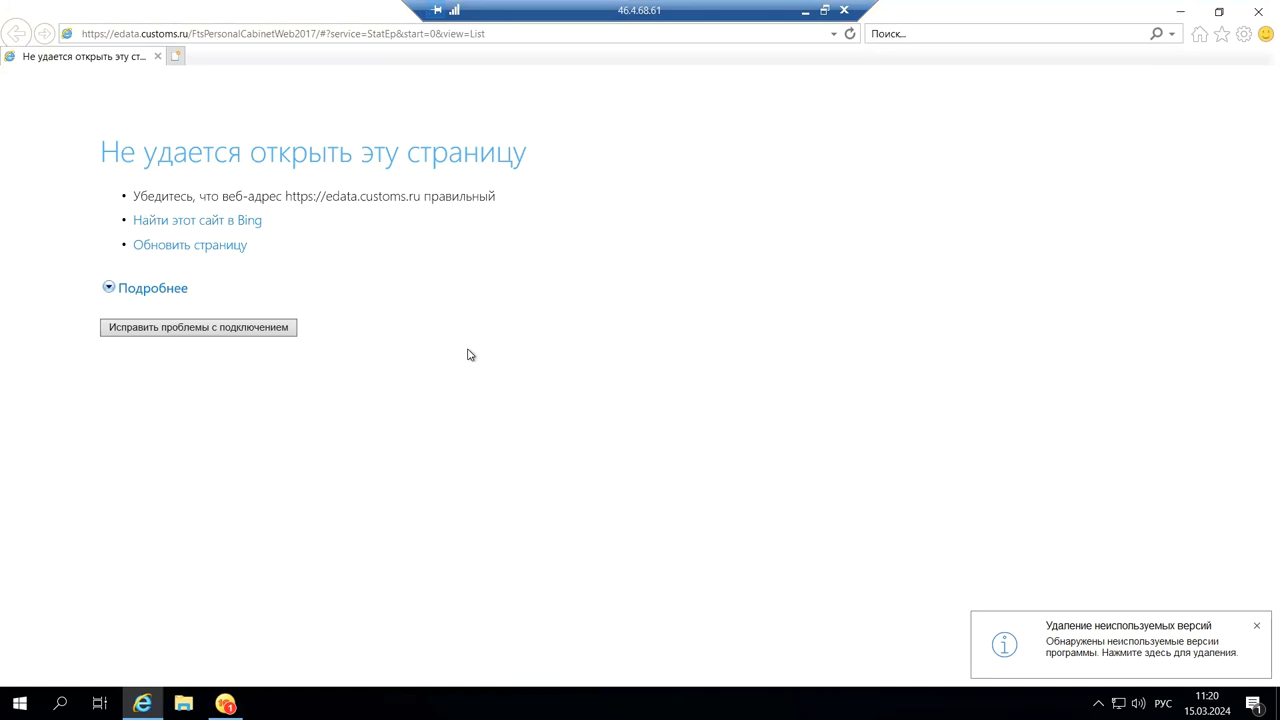 46.4.68.61
https://edata.customs.ru/FtsPersonalCabinetWeb2017/#?service=StatEp&start=0&view=List
Поиск...
Не удается открыть эту ст...
Не удается открыть эту страницу
• Убедитесь, что веб-адрес https://edata.customs.ru правильный
• Найти этот сайт в Bing
• Обновить страницу
Подробнее
Исправить проблемы с подключением
Удаление неиспользуемых версий
Обнаружены неиспользуемые версии
программы. Нажмите здесь для удаления.
1
РУС
11:20
15.03.2024
1